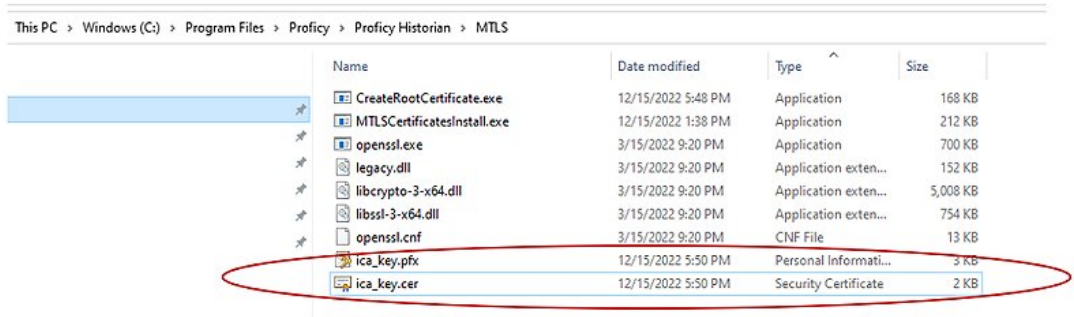 This PC > Windows (C:) > Program Files > Proficy > Proficy Historian > MTLS
Name Date modified Type Size
CreateRootCertificate.exe 12/15/2022 5:48 PM Application 168 KB
MTLSCertificatesInstall.exe 12/15/2022 1:38 PM Application 212 KB
openssl.exe 3/15/2022 9:20 PM Application 700 KB
legacy.dll 3/15/2022 9:20 PM Application exten... 152 KB
libcrypto-3-x64.dll 3/15/2022 9:20 PM Application exten... 5,008 KB
libssl-3-x64.dll 3/15/2022 9:20 PM Application exten... 754 KB
openssl.cnf 3/15/2022 9:20 PM CNF File 13 KB
ica_key.pfx 12/15/2022 5:50 PM Personal Informati... 3 KB
ica_key.cer 12/15/2022 5:50 PM Security Certificate 2 KB